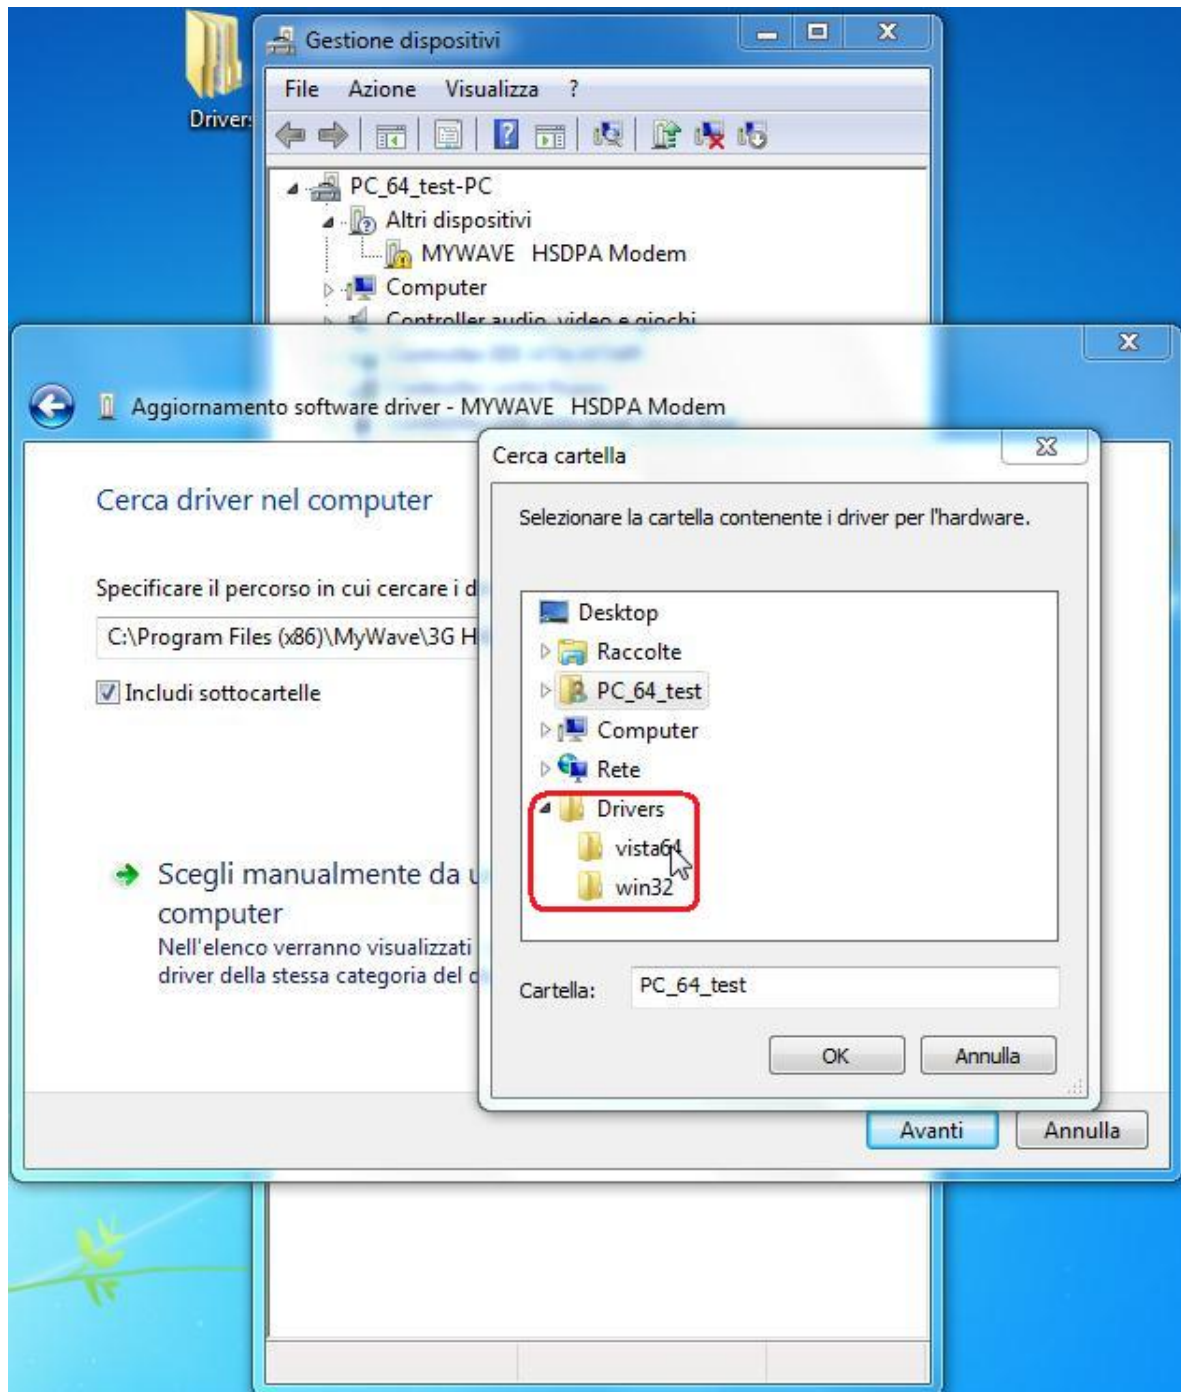 Drivers
Gestione dispositivi
File Azione Visualizza ?
PC_64_test-PC
Altri dispositivi
MYWAVE HSDPA Modem
Computer
Controller audio, video e giochi
Aggiornamento software driver - MYWAVE HSDPA Modem
Cerca driver nel computer
Specificare il percorso in cui cercare i d
C:\Program Files (x86)\MyWave\3G H
Includi sottocartelle
Scegli manualmente da u
computer
Nell'elenco verranno visualizzati
driver della stessa categoria del d
Cerca cartella
Selezionare la cartella contenente i driver per l'hardware.
Desktop
Raccolte
PC_64_test
Computer
Rete
Drivers
vista64
win32
Cartella: PC_64_test
OK Annulla
Avanti Annulla